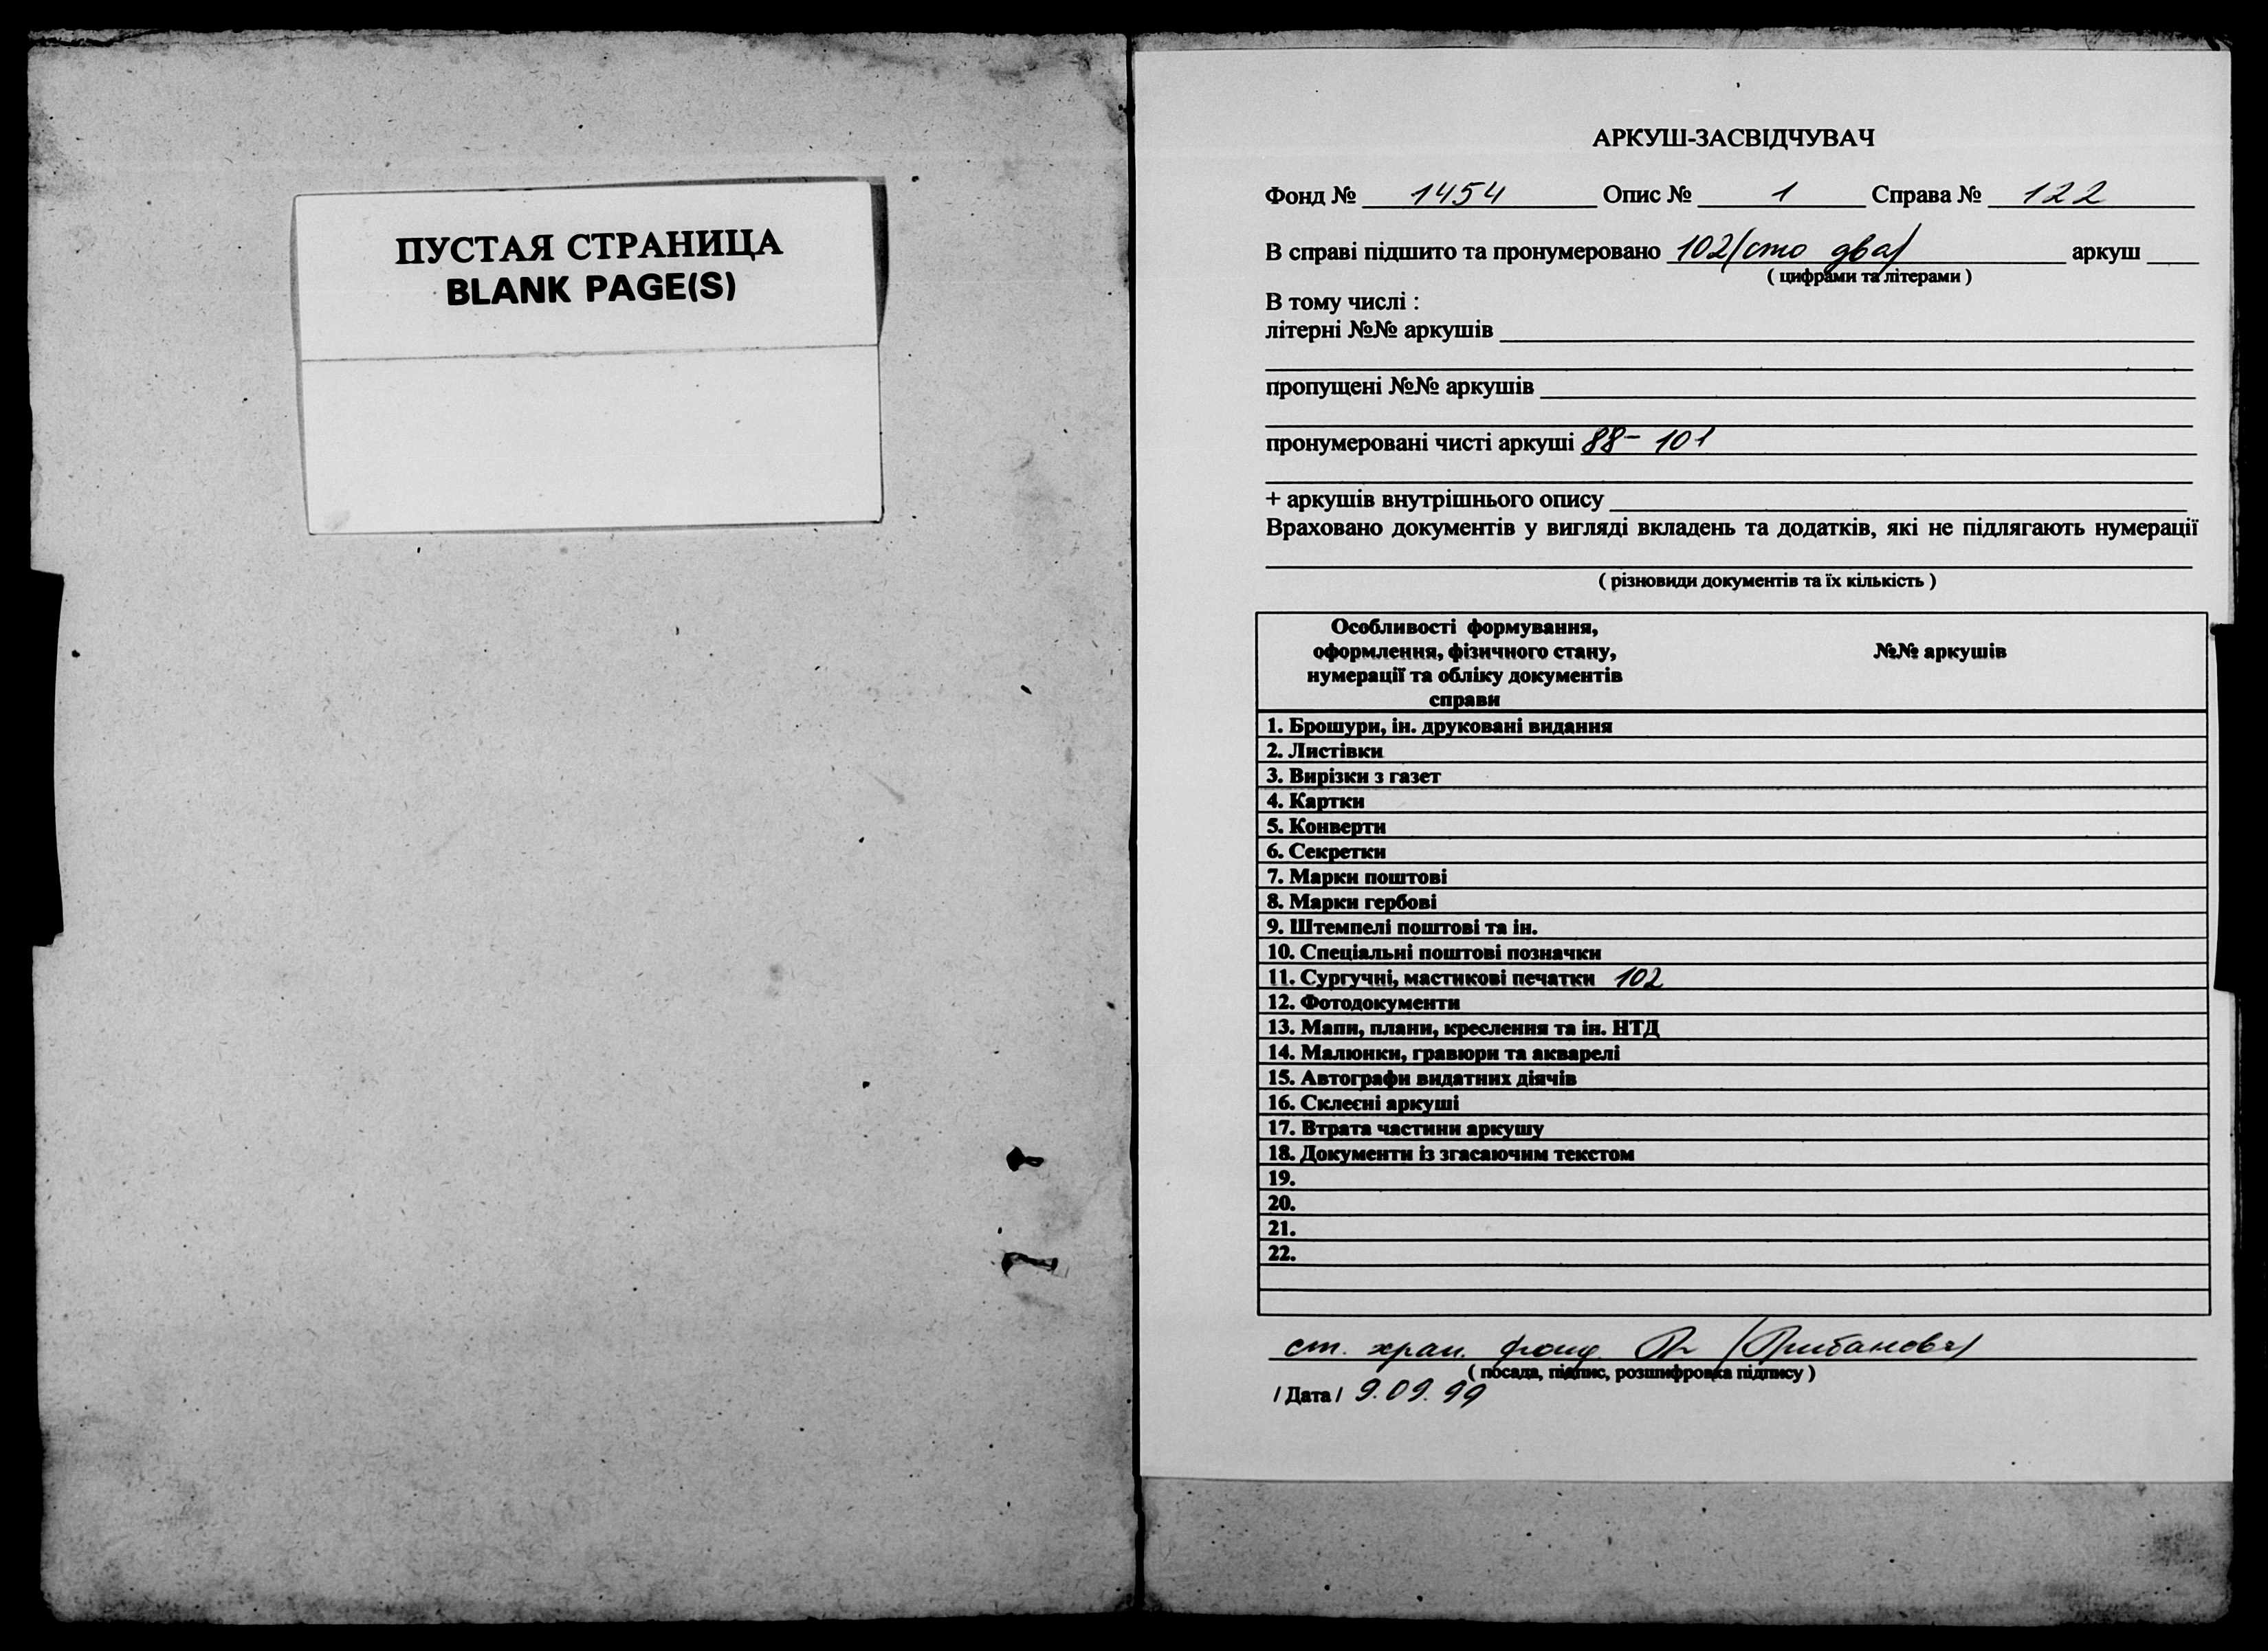 ПУСТАЯ СТРАНИЦА
BLANK PAGE(S)
АРКУШ-ЗАСВІДЧУВАЧ
Фонд № 1454 Опис № 1 Справа № 122
В справі підшито та пронумеровано 102 (сто два) аркуш
( цифрами та літерами )
В тому числі :
літерні №№ аркушів
пропущені №№ аркушів
пронумеровані чисті аркуші 88 - 101
+ аркушів внутрішнього опису
Враховано документів у вигляді вкладень та додатків, які не підлягають нумерації
( різновиди документів та їх кількість )
Особливості формування,
оформлення, фізичного стану,
нумерації та обліку документів
справи
№№ аркушів
1. Брошури, ін. друковані видання
2. Листівки
3. Вирізки з газет
4. Картки
5. Конверти
6. Секретки
7. Марки поштові
8. Марки гербові
9. Штемпелі поштові та ін.
10. Спеціальні поштові позначки
11. Сургучні, мастикові печатки 102
12. Фотодокументи
13. Мапи, плани, креслення та ін. НТД
14. Малюнки, гравюри та акварелі
15. Автографи видатних діячів
16. Склеєні аркуші
17. Втрата частини аркушу
18. Документи із згасаючим текстом
19.
20.
21.
22.
ст. хран. фонд.
( посада, підпис, розшифровка підпису )
/ Дата / 9.09.99